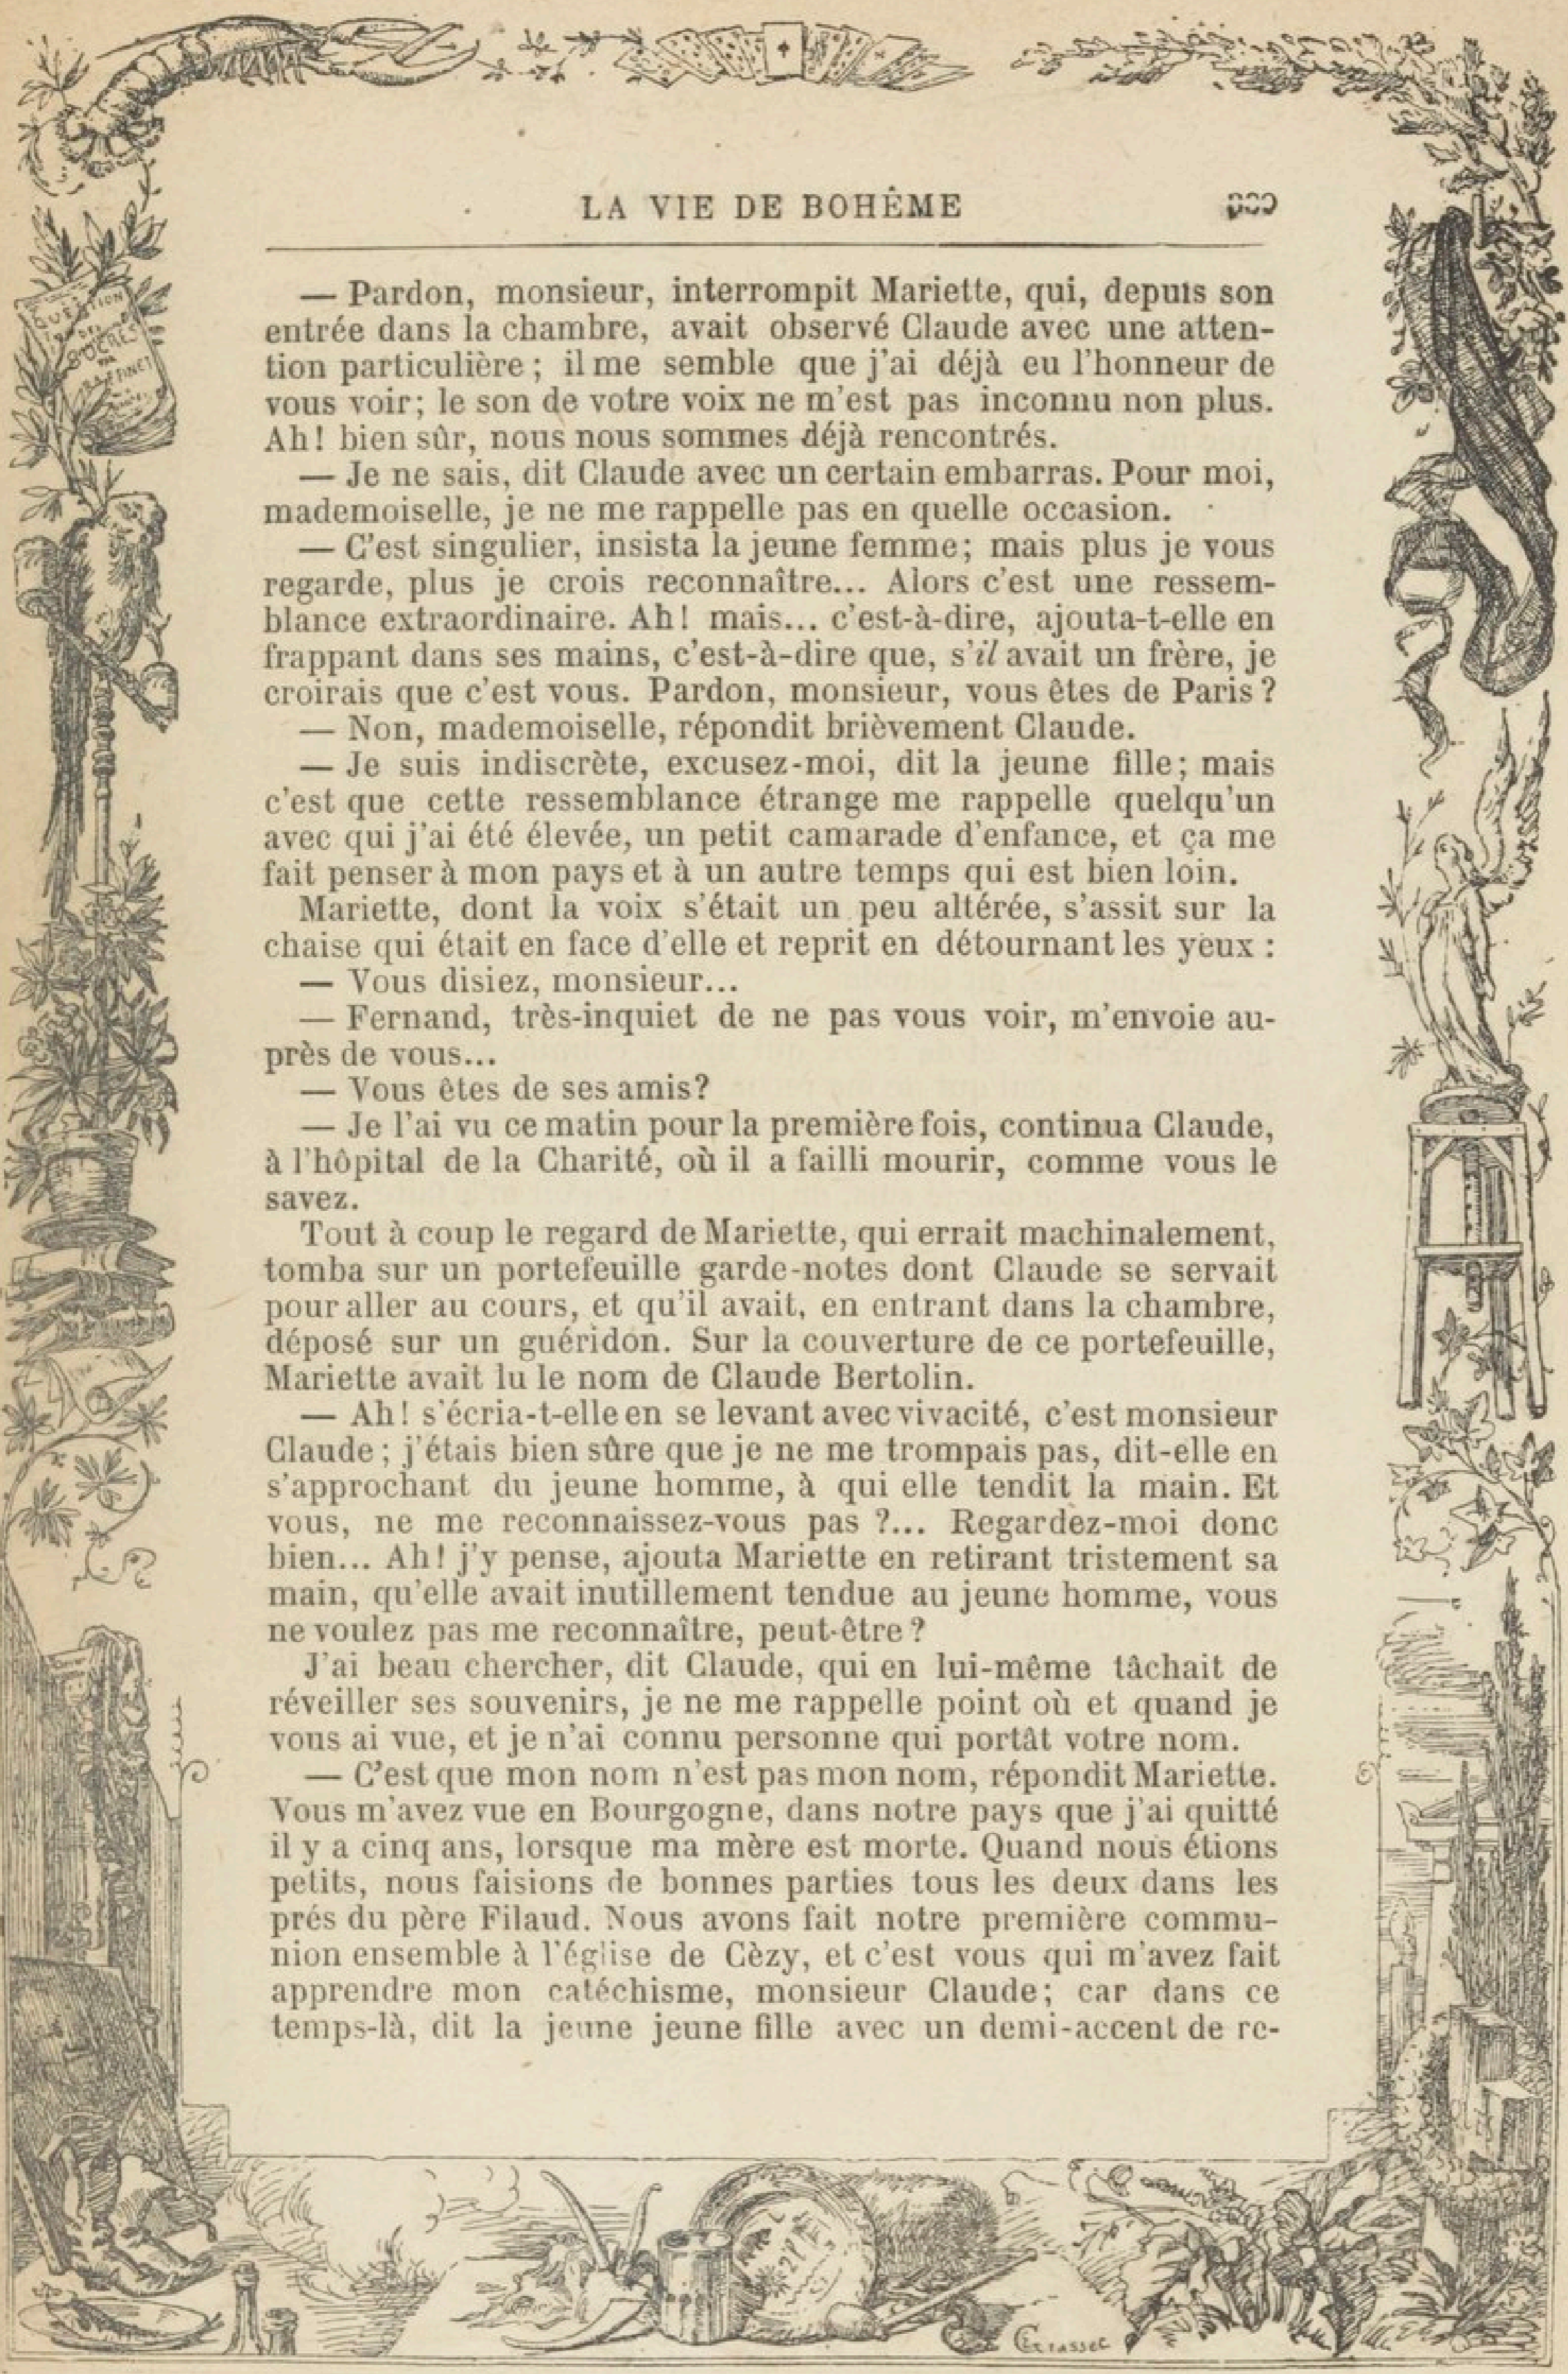 LA VIE DE BOHÊME
— Pardon, monsieur, interrompit Mariette, qui, depuis son
entrée dans la chambre, avait observé Claude avec une atten-
tion particulière ; il me semble que j'ai déjà eu l'honneur de
vous voir; le son de votre voix ne m'est pas inconnu non plus.
Ah! bien sûr, nous nous sommes déjà rencontrés.
— Je ne sais, dit Claude avec un certain embarras. Pour moi,
mademoiselle, je ne me rappelle pas en quelle occasion.
— C'est singulier, insista la jeune femme; mais plus je vous
regarde, plus je crois reconnaître... Alors c'est une ressem-
blance extraordinaire. Ah! mais... c'est-à-dire, ajouta-t-elle en
frappant dans ses mains, c'est-à-dire que, s'il avait un frère, je
croirais que c'est vous. Pardon, monsieur, vous êtes de Paris ?
— Non, mademoiselle, répondit brièvement Claude.
— Je suis indiscrète, excusez-moi, dit la jeune fille; mais
c'est que cette ressemblance étrange me rappelle quelqu'un
avec qui j'ai été élevée, un petit camarade d'enfance, et ça me
fait penser à mon pays et à un autre temps qui est bien loin.
Mariette, dont la voix s'était un peu altérée, s'assit sur la
chaise qui était en face d'elle et reprit en détournant les yeux :
— Vous disiez, monsieur...
— Fernand, très-inquiet de ne pas vous voir, m'envoie au-
près de vous...
— Vous êtes de ses amis?
— Je l'ai vu ce matin pour la première fois, continua Claude,
à l'hôpital de la Charité, où il a failli mourir, comme vous le
savez.
Tout à coup le regard de Mariette, qui errait machinalement,
tomba sur un portefeuille garde-notes dont Claude se servait
pour aller au cours, et qu'il avait, en entrant dans la chambre,
déposé sur un guéridon. Sur la couverture de ce portefeuille,
Mariette avait lu le nom de Claude Bertolin.
— Ah! s'écria-t-elle en se levant avec vivacité, c'est monsieur
Claude ; j'étais bien sûre que je ne me trompais pas, dit-elle en
s'approchant du jeune homme, à qui elle tendit la main. Et
vous, ne me reconnaissez-vous pas ?... Regardez-moi donc
bien... Ah! j'y pense, ajouta Mariette en retirant tristement sa
main, qu'elle avait inutillement tendue au jeune homme, vous
ne voulez pas me reconnaître, peut-être ?
J'ai beau chercher, dit Claude, qui en lui-même tâchait de
réveiller ses souvenirs, je ne me rappelle point où et quand je
vous ai vue, et je n'ai connu personne qui portât votre nom.
— C'est que mon nom n'est pas mon nom, répondit Mariette.
Vous m'avez vue en Bourgogne, dans notre pays que j'ai quitté
il y a cinq ans, lorsque ma mère est morte. Quand nous étions
petits, nous faisions de bonnes parties tous les deux dans les
prés du père Filaud. Nous avons fait notre première commu-
nion ensemble à l'église de Cèzy, et c'est vous qui m'avez fait
apprendre mon catéchisme, monsieur Claude; car dans ce
temps-là, dit la jeune jeune fille avec un demi-accent de re-